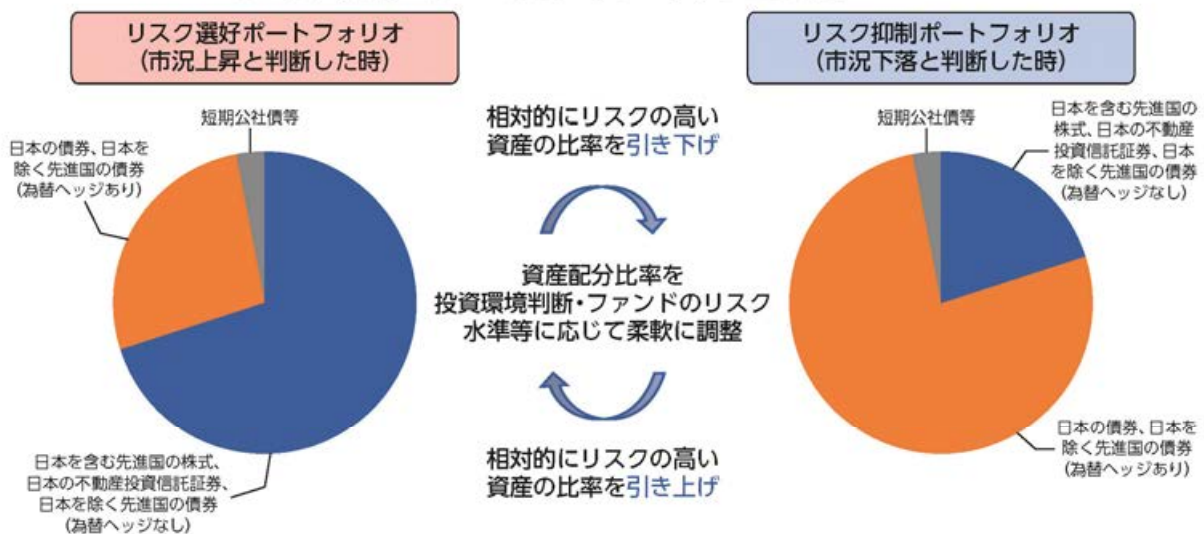 リスク選好ポートフォリオ
(市況上昇と判断した時)
リスク抑制ポートフォリオ
(市況下落と判断した時)
短期公社債等
日本の債券、日本を
除く先進国の債券
(為替ヘッジあり)
日本を含む先進国の株式、
日本の不動産投資信託証券、
日本を除く先進国の債券
(為替ヘッジなし)
相対的にリスクの高い
資産の比率を引き下げ
資産配分比率を
投資環境判断・ファンドのリスク
水準等に応じて柔軟に調整
相対的にリスクの高い
資産の比率を引き上げ
短期公社債等
日本を含む先進国の
株式、日本の不動産
投資信託証券、日本
を除く先進国の債券
(為替ヘッジなし)
日本の債券、日本を
除く先進国の債券
(為替ヘッジあり)